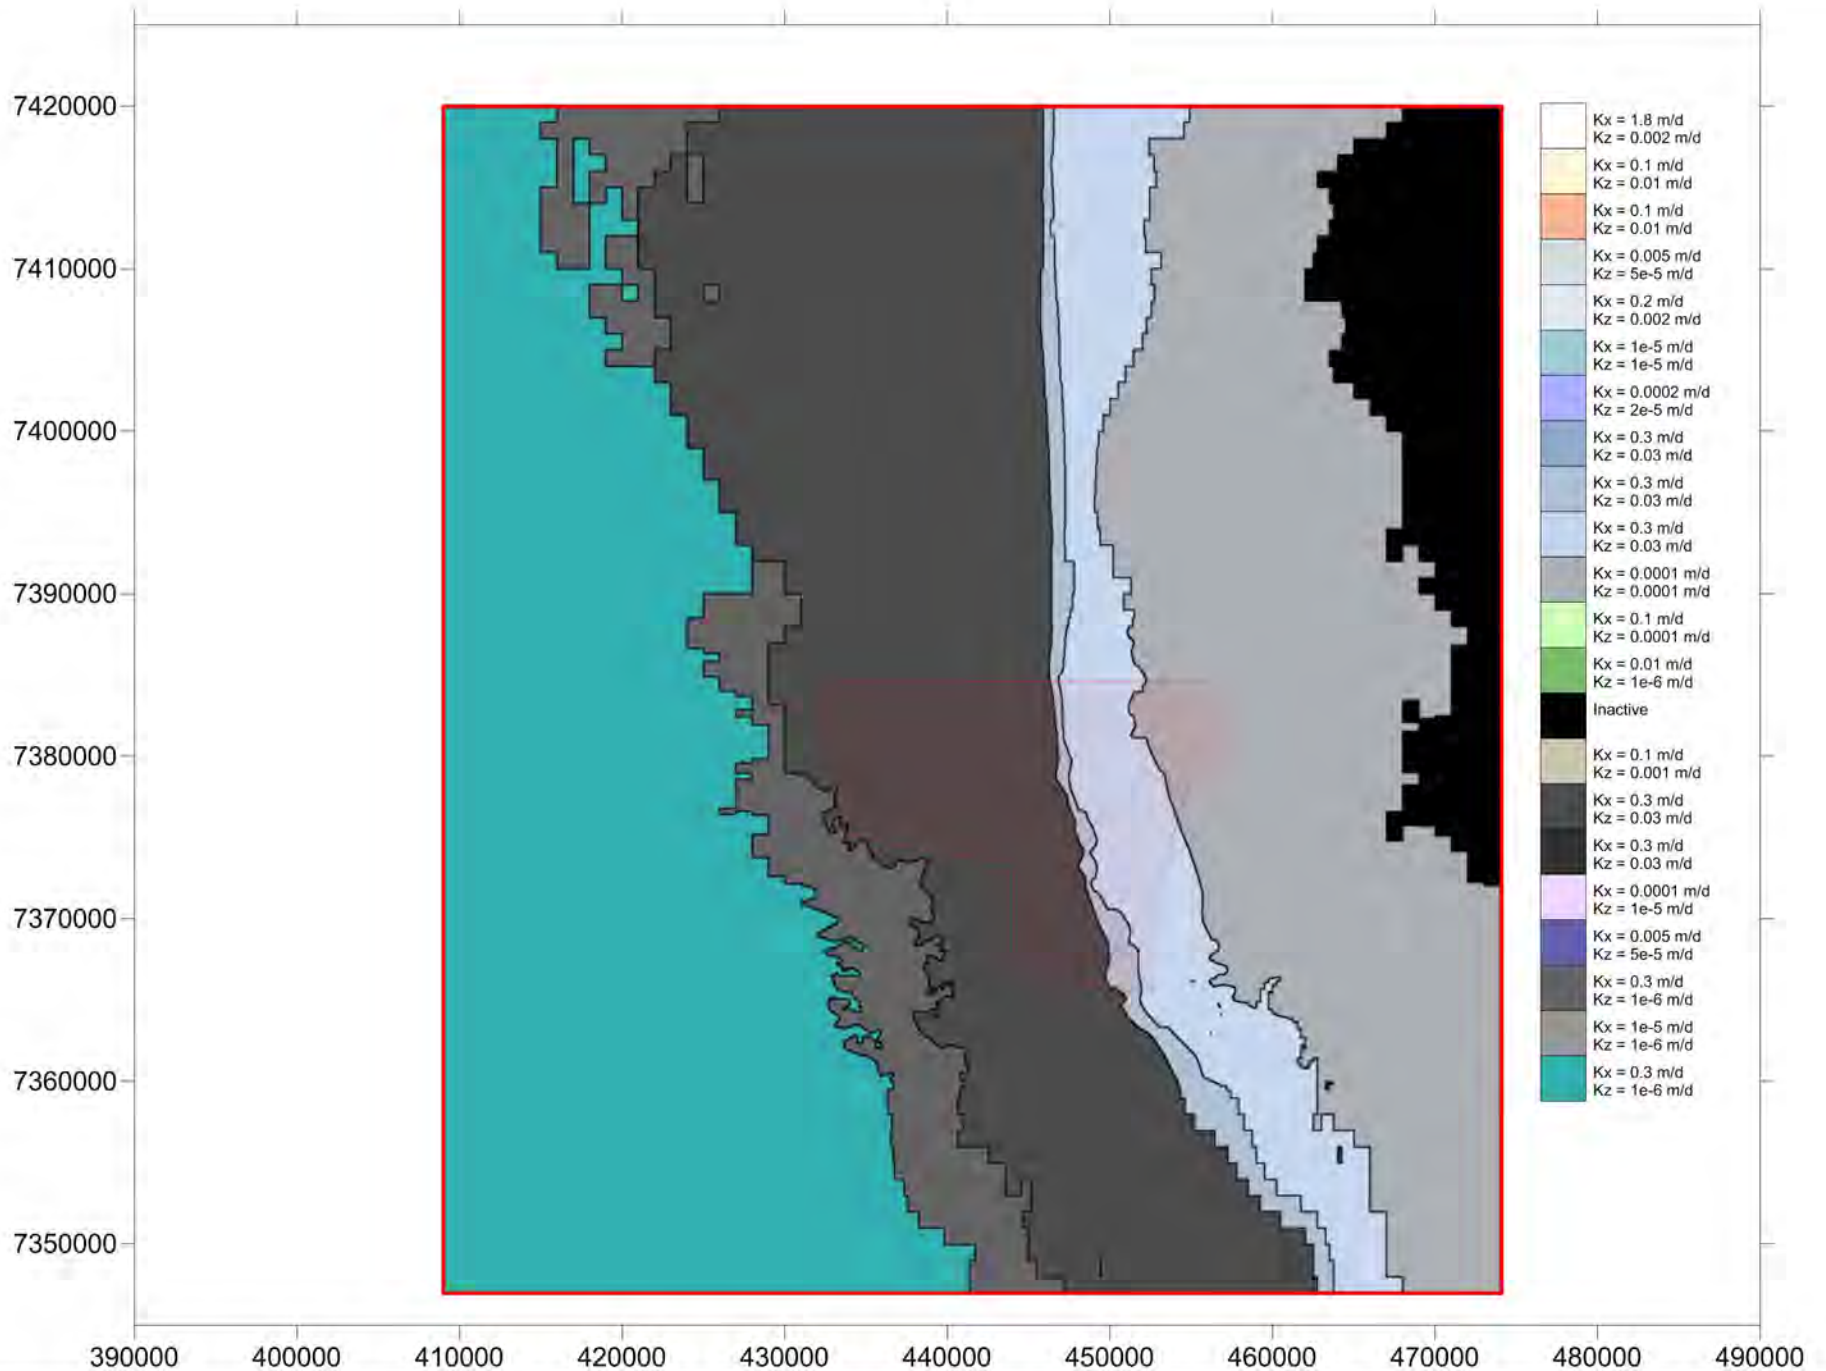 7420000
7410000
7400000
7390000
7380000
7370000
7360000
7350000
390000 400000 410000 420000 430000 440000 450000 460000 470000 480000 490000
Kx = 1.8 m/d
Kz = 0.002 m/d
Kx = 0.1 m/d
Kz = 0.01 m/d
Kx = 0.1 m/d
Kz = 0.01 m/d
Kx = 0.005 m/d
Kz = 5e-5 m/d
Kx = 0.2 m/d
Kz = 0.002 m/d
Kx = 1e-5 m/d
Kz = 1e-5 m/d
Kx = 0.0002 m/d
Kz = 2e-5 m/d
Kx = 0.3 m/d
Kz = 0.03 m/d
Kx = 0.3 m/d
Kz = 0.03 m/d
Kx = 0.3 m/d
Kz = 0.03 m/d
Kx = 0.0001 m/d
Kz = 0.0001 m/d
Kx = 0.1 m/d
Kz = 0.0001 m/d
Kx = 0.01 m/d
Kz = 1e-6 m/d
Inactive
Kx = 0.1 m/d
Kz = 0.001 m/d
Kx = 0.3 m/d
Kz = 0.03 m/d
Kx = 0.3 m/d
Kz = 0.03 m/d
Kx = 0.0001 m/d
Kz = 1e-5 m/d
Kx = 0.005 m/d
Kz = 5e-5 m/d
Kx = 0.3 m/d
Kz = 1e-6 m/d
Kx = 1e-5 m/d
Kz = 1e-6 m/d
Kx = 0.3 m/d
Kz = 1e-6 m/d